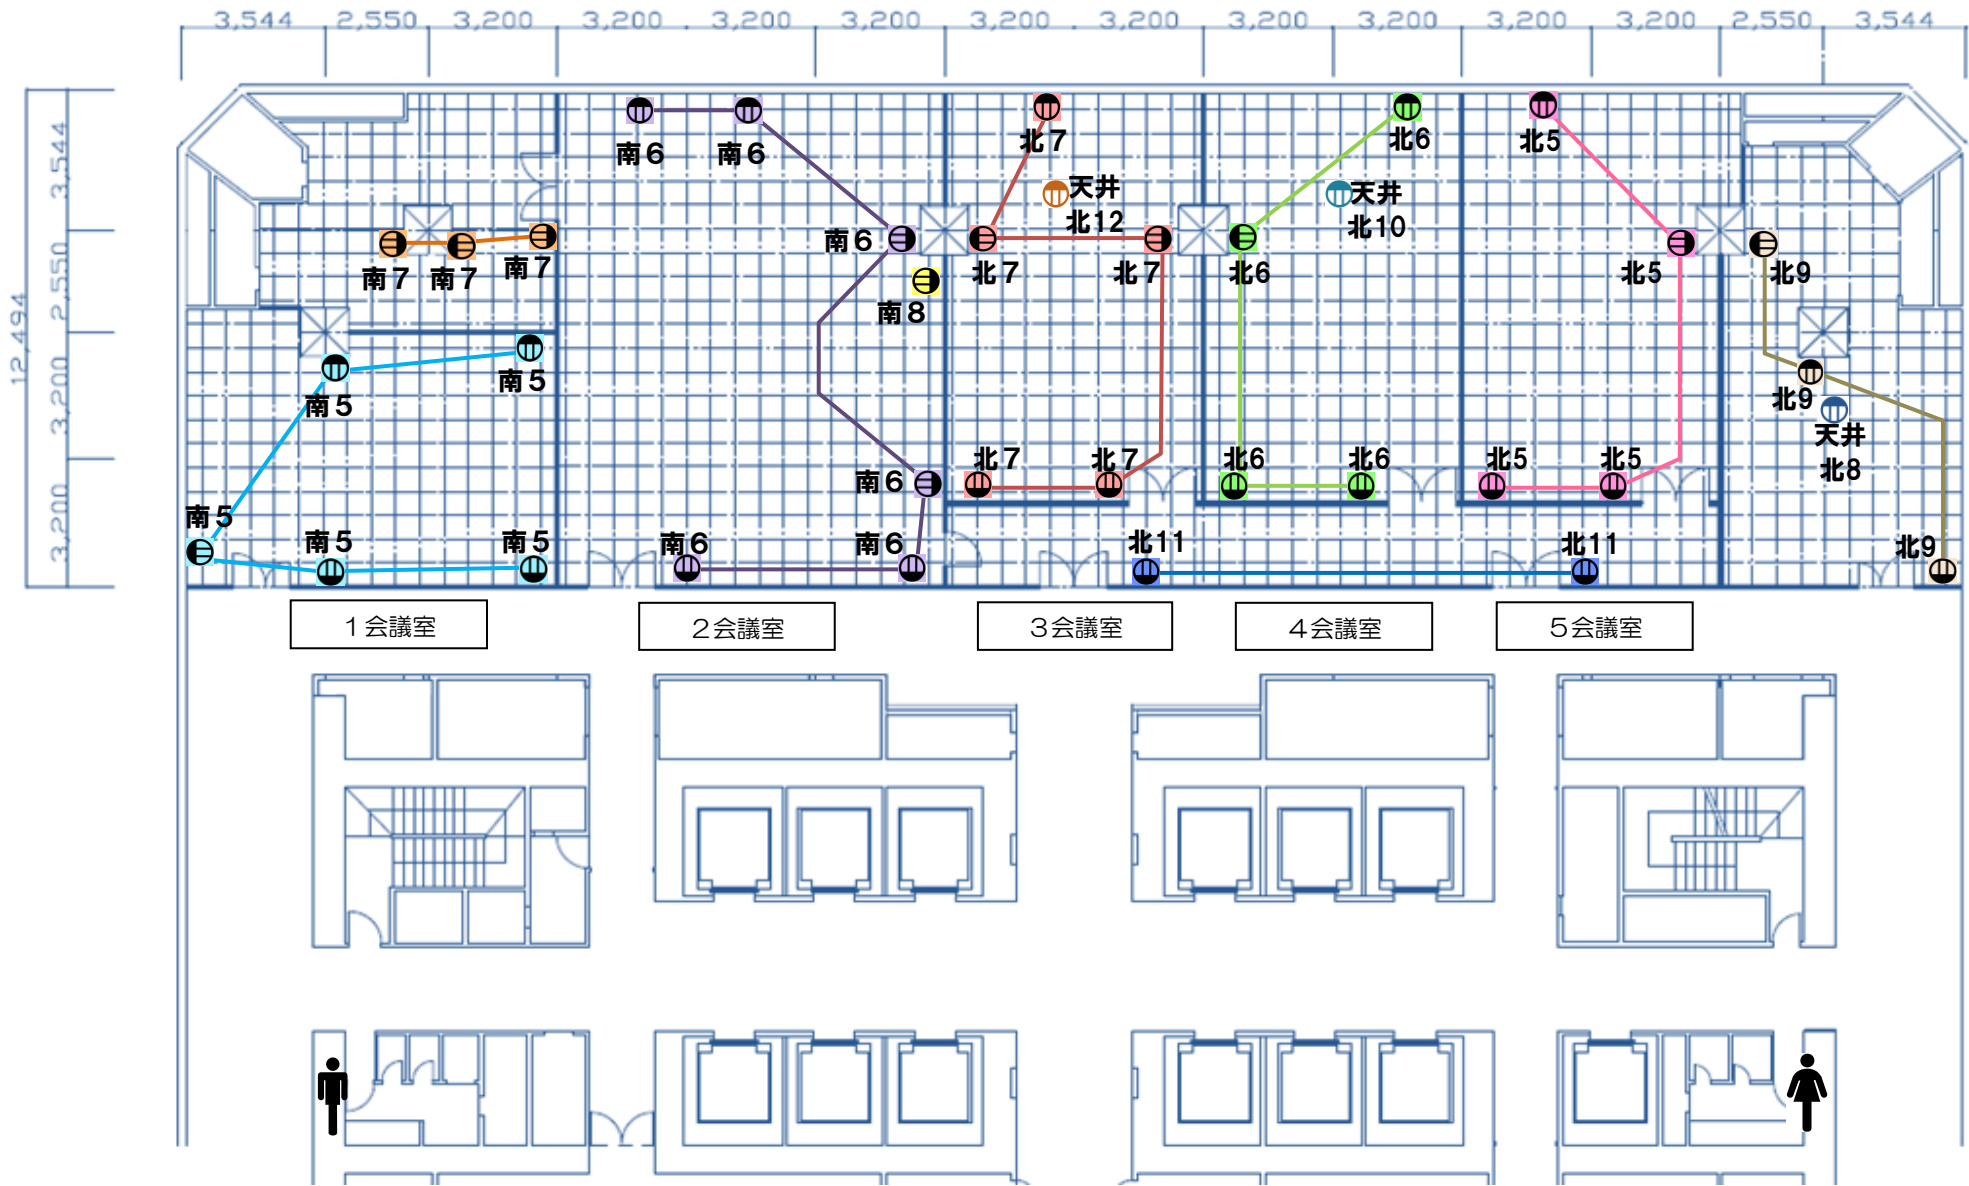 3,544 2,550 3,200 3,200 3,200 3,200 3,200 3,200 3,200 3,200 3,200 2,550 3,544
12,494
3,544
2,550
3,200
3,200
南6 南6
北7
北6
北5
天井
北12
天井
北10
南7 南7 南7
南6
南8
北7 北7
北6
北5
北9
南5
南5
北9
天井
北8
南6
北7 北7
北6 北6
北5 北5
南5
南5 南5
南6 南6
北11 北11
北9
1会議室 2会議室 3会議室 4会議室 5会議室